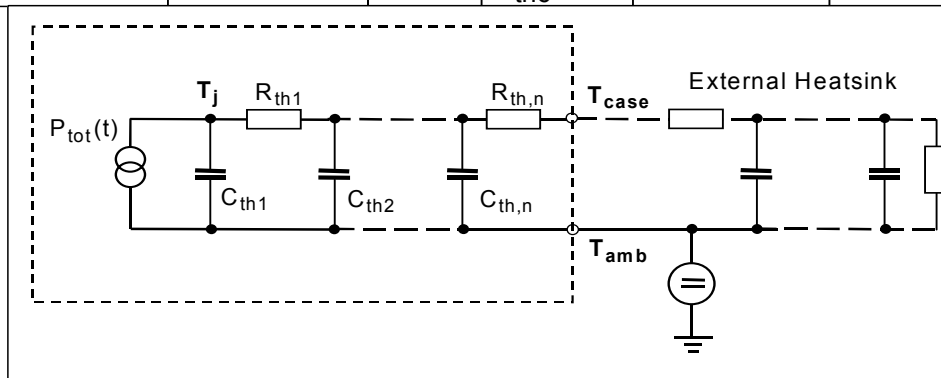 External Heatsink
T_j R_th1 R_th,n T_case
P_tot(t)
C_th1 C_th2 C_th,n
T_amb